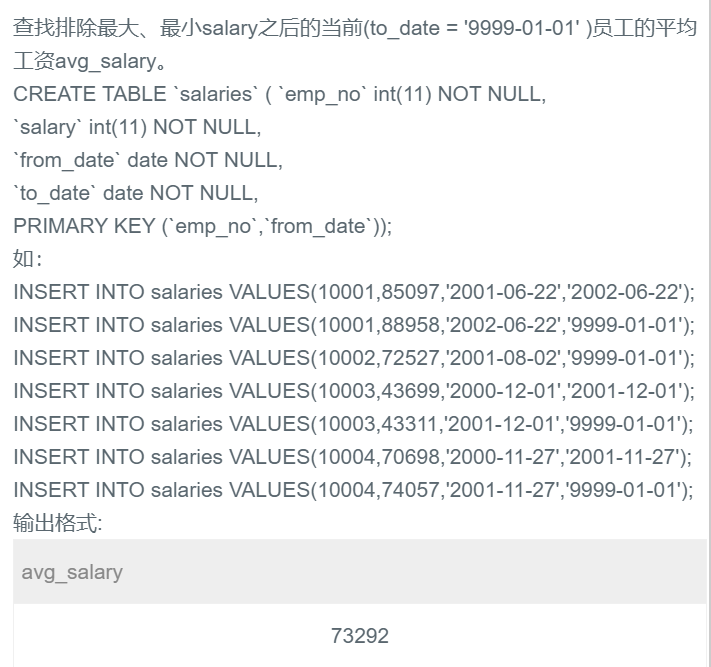 查找排除最大、最小salary之后的当前(to_date = '9999-01-01' )员工的平均
工资avg_salary。
CREATE TABLE `salaries` ( `emp_no` int(11) NOT NULL,
`salary` int(11) NOT NULL,
`from_date` date NOT NULL,
`to_date` date NOT NULL,
PRIMARY KEY (`emp_no`,`from_date`));
如：
INSERT INTO salaries VALUES(10001,85097,'2001-06-22','2002-06-22');
INSERT INTO salaries VALUES(10001,88958,'2002-06-22','9999-01-01');
INSERT INTO salaries VALUES(10002,72527,'2001-08-02','9999-01-01');
INSERT INTO salaries VALUES(10003,43699,'2000-12-01','2001-12-01');
INSERT INTO salaries VALUES(10003,43311,'2001-12-01','9999-01-01');
INSERT INTO salaries VALUES(10004,70698,'2000-11-27','2001-11-27');
INSERT INTO salaries VALUES(10004,74057,'2001-11-27','9999-01-01');
输出格式:
avg_salary
73292